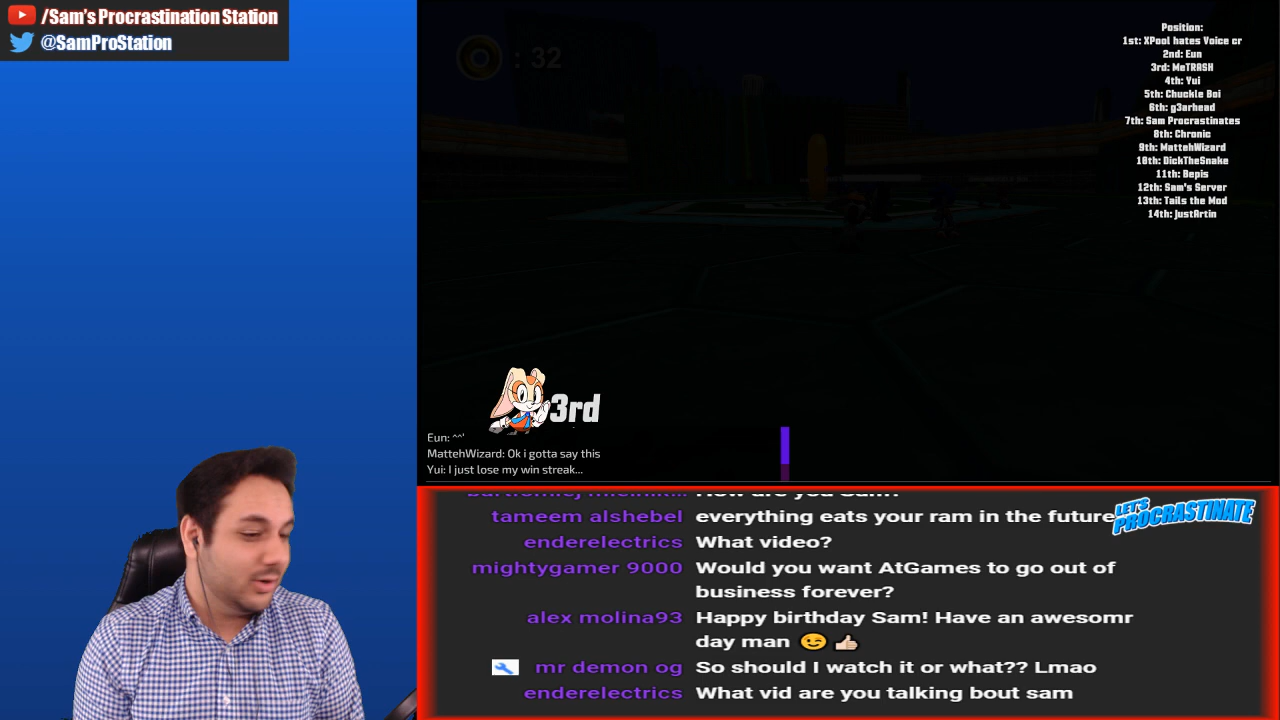 /Sam's Procrastination Station
@SamProStation
: 32
Position:
1st: XPool hates Voice cr
2nd: Eun
3rd: MeTRASH
4th: Yui
5th: Chuckle Boi
6th: g3arhead
7th: Sam Procrastinates
8th: Chronic
9th: MattehWizard
10th: DickTheSnake
11th: Bepis
12th: Sam's Server
13th: Tails the Mod
14th: JustArtin
3rd
Eun: ^^'
MattehWizard: Ok i gotta say this
Yui: I just lose my win streak...
How are you Sam?
tameem alshebel everything eats your ram in the future
LET'S PROCRASTINATE
enderelectrics What video?
mightygamer 9000 Would you want AtGames to go out of
business forever?
alex molina93 Happy birthday Sam! Have an awesomr
day man 😉 👍🏻
mr demon og So should I watch it or what?? Lmao
enderelectrics What vid are you talking bout sam